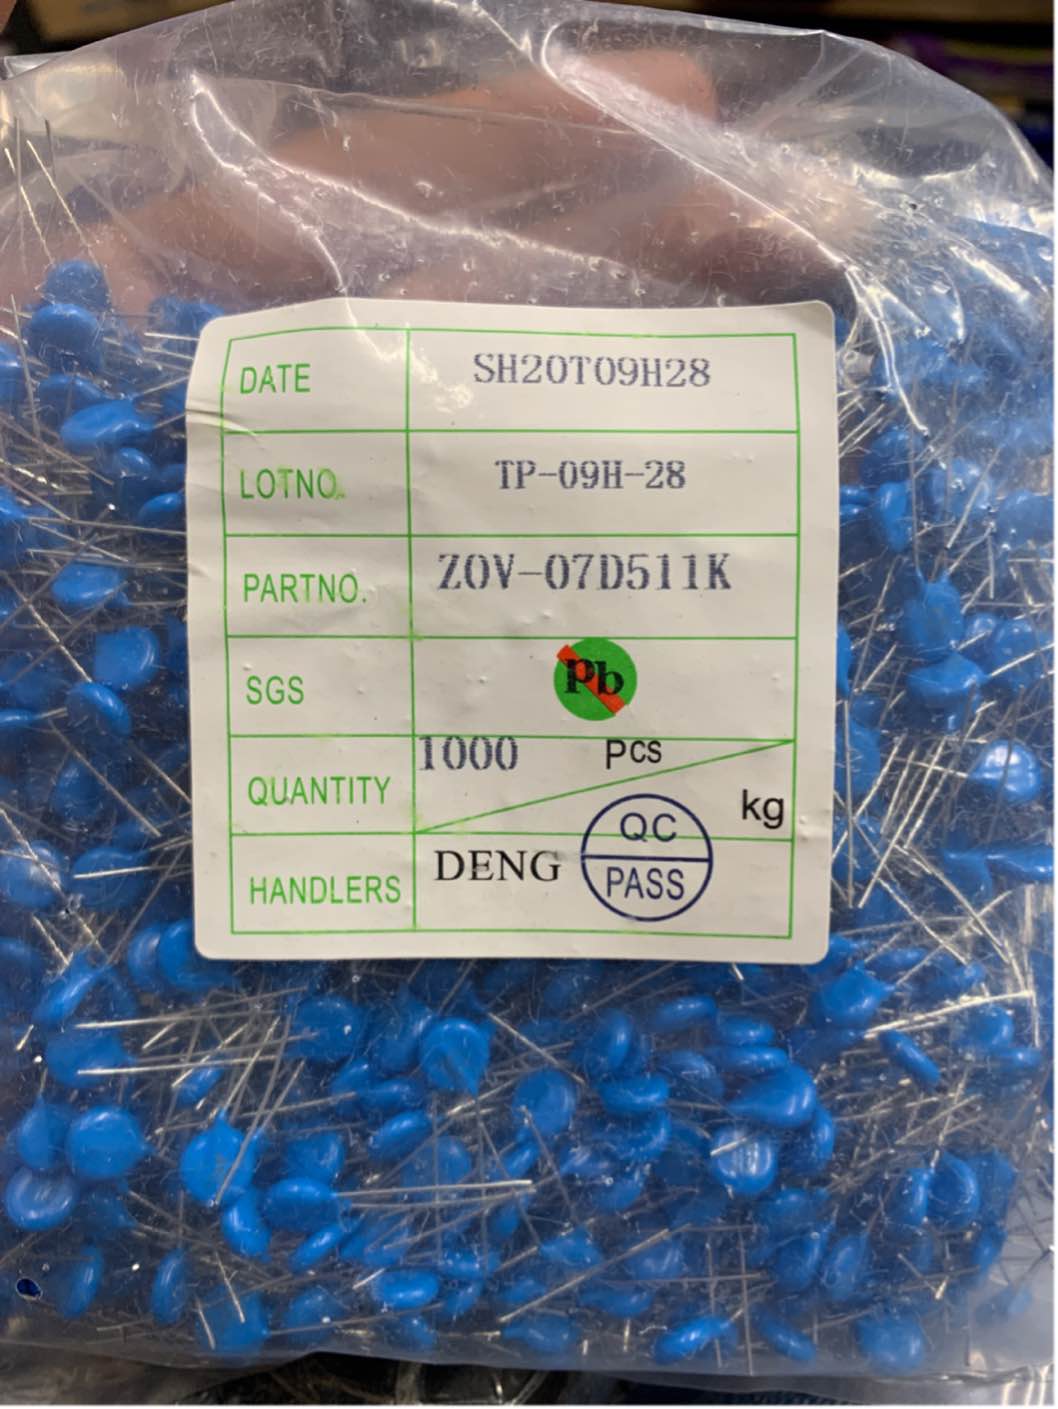 DATE SH20T09H28
LOTNO. TP-09H-28
PARTNO. ZOV-07D511K
SGS Pb
QUANTITY 1000 PCS kg
HANDLERS DENG QC PASS